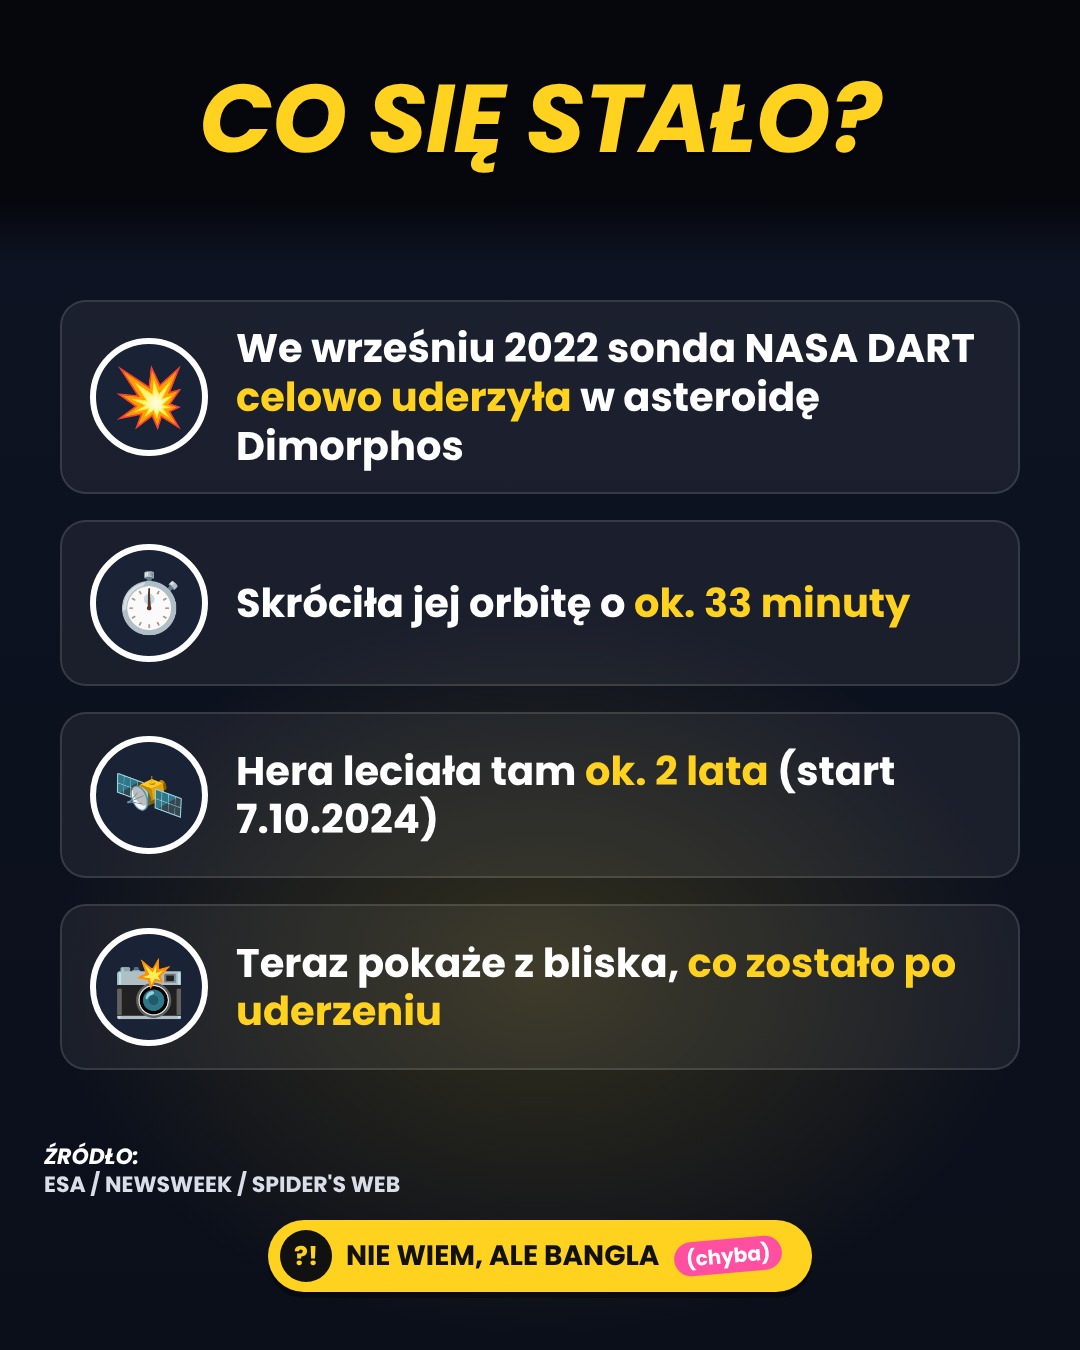 CO SIĘ STAŁO?
We wrześniu 2022 sonda NASA DART
celowo uderzyła w asteroidę
Dimorphos
Skróciła jej orbitę o ok. 33 minuty
Hera leciała tam ok. 2 lata (start
7.10.2024)
Teraz pokaże z bliska, co zostało po
uderzeniu
ŹRÓDŁO:
ESA / NEWSWEEK / SPIDER'S WEB
?! NIE WIEM, ALE BANGLA (chyba)